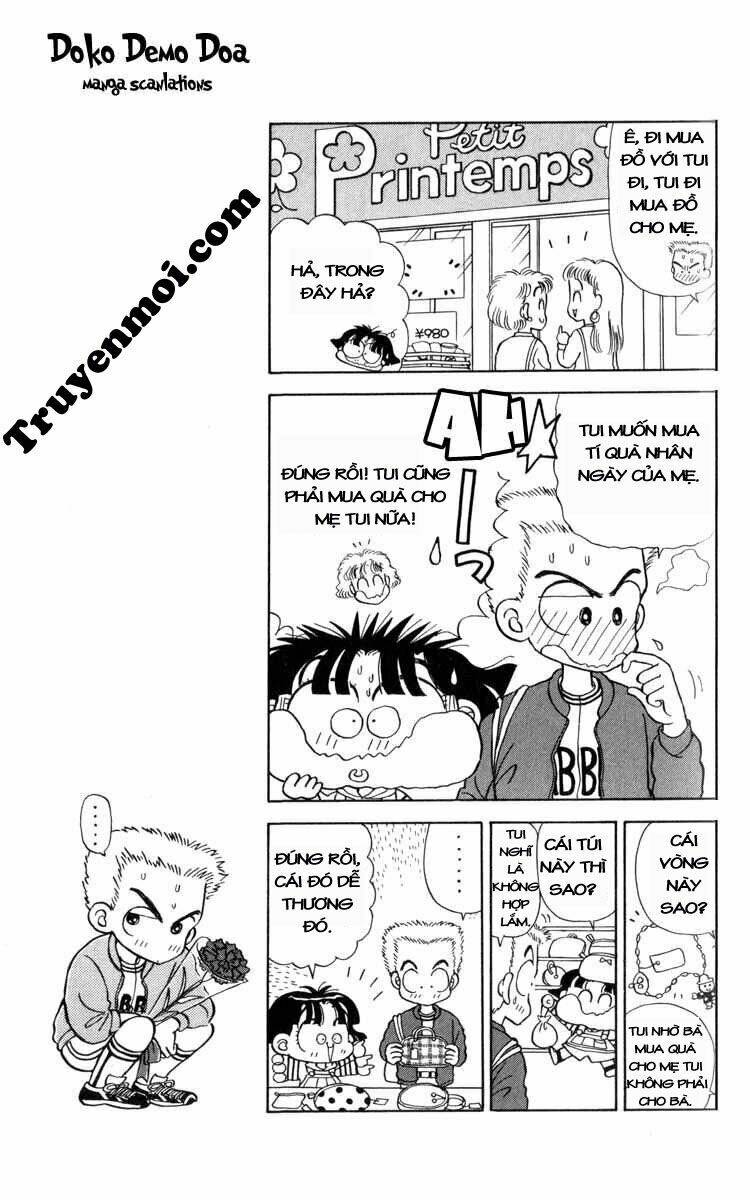 DOKO DEMO DOA
MANGA SCANLATIONS
Truyenmoi.com
Petit
Printemps
Ê, ĐI MUA
ĐỒ VỚI TUI
ĐI, TUI ĐI
MUA ĐỒ
CHO MẸ.
HẢ, TRONG
ĐÂY HẢ?
¥980
TUI MUỐN MUA
TÍ QUÀ NHÂN
NGÀY CỦA MẸ.
AH
ーっ
ĐÚNG RỒI! TUI CŨNG
PHẢI MUA QUÀ CHO
MẸ TUI NỮA!
BB
CÁI
VÒNG
NÀY
SAO?
TUI NHỜ BÀ
MUA QUÀ
CHO MẸ TUI
KHÔNG PHẢI
CHO BÀ.
CÁI TÚI
NÀY THÌ
SAO?
TUI
NGHĨ
LÀ
KHÔNG
HỢP
LẮM.
......
ĐÚNG RỒI,
CÁI ĐÓ DỄ
THƯƠNG
ĐÓ.
......
BB